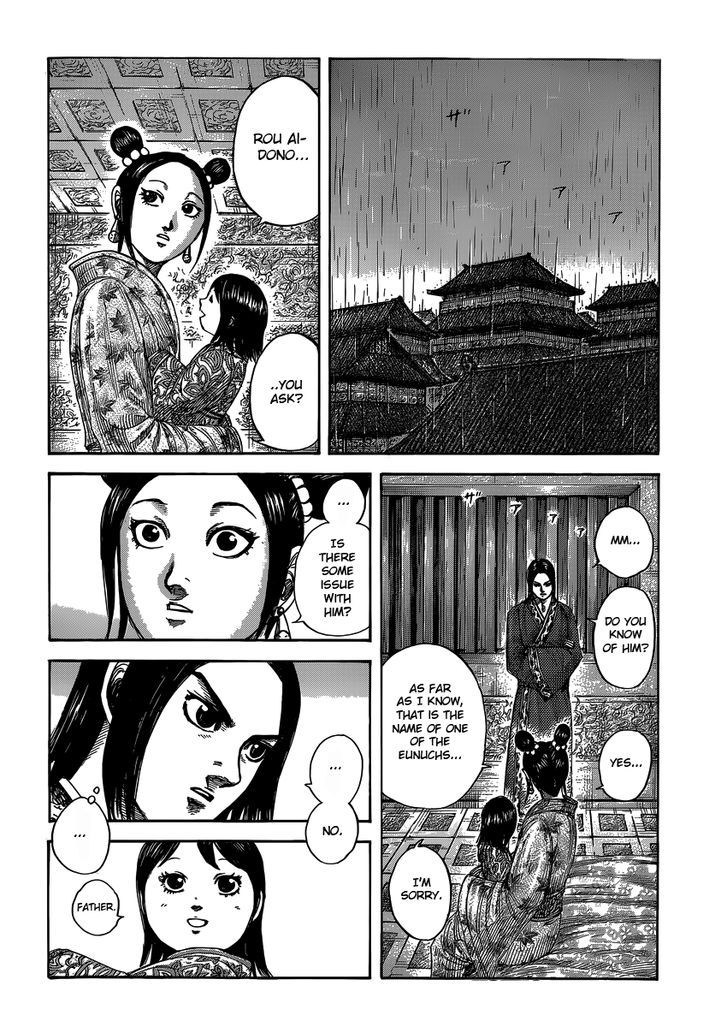 ザ
ア
ア
ROU AI-
DONO...
..YOU
ASK?
ザ
ア
ア
ア
MM...
DO YOU
KNOW
OF HIM?
YES...
AS FAR
AS I KNOW,
THAT IS THE
NAME OF ONE
OF THE
EUNUCHS...
I'M
SORRY.
...
IS
THERE
SOME
ISSUE
WITH
HIM?
...
NO.
...
FATHER.